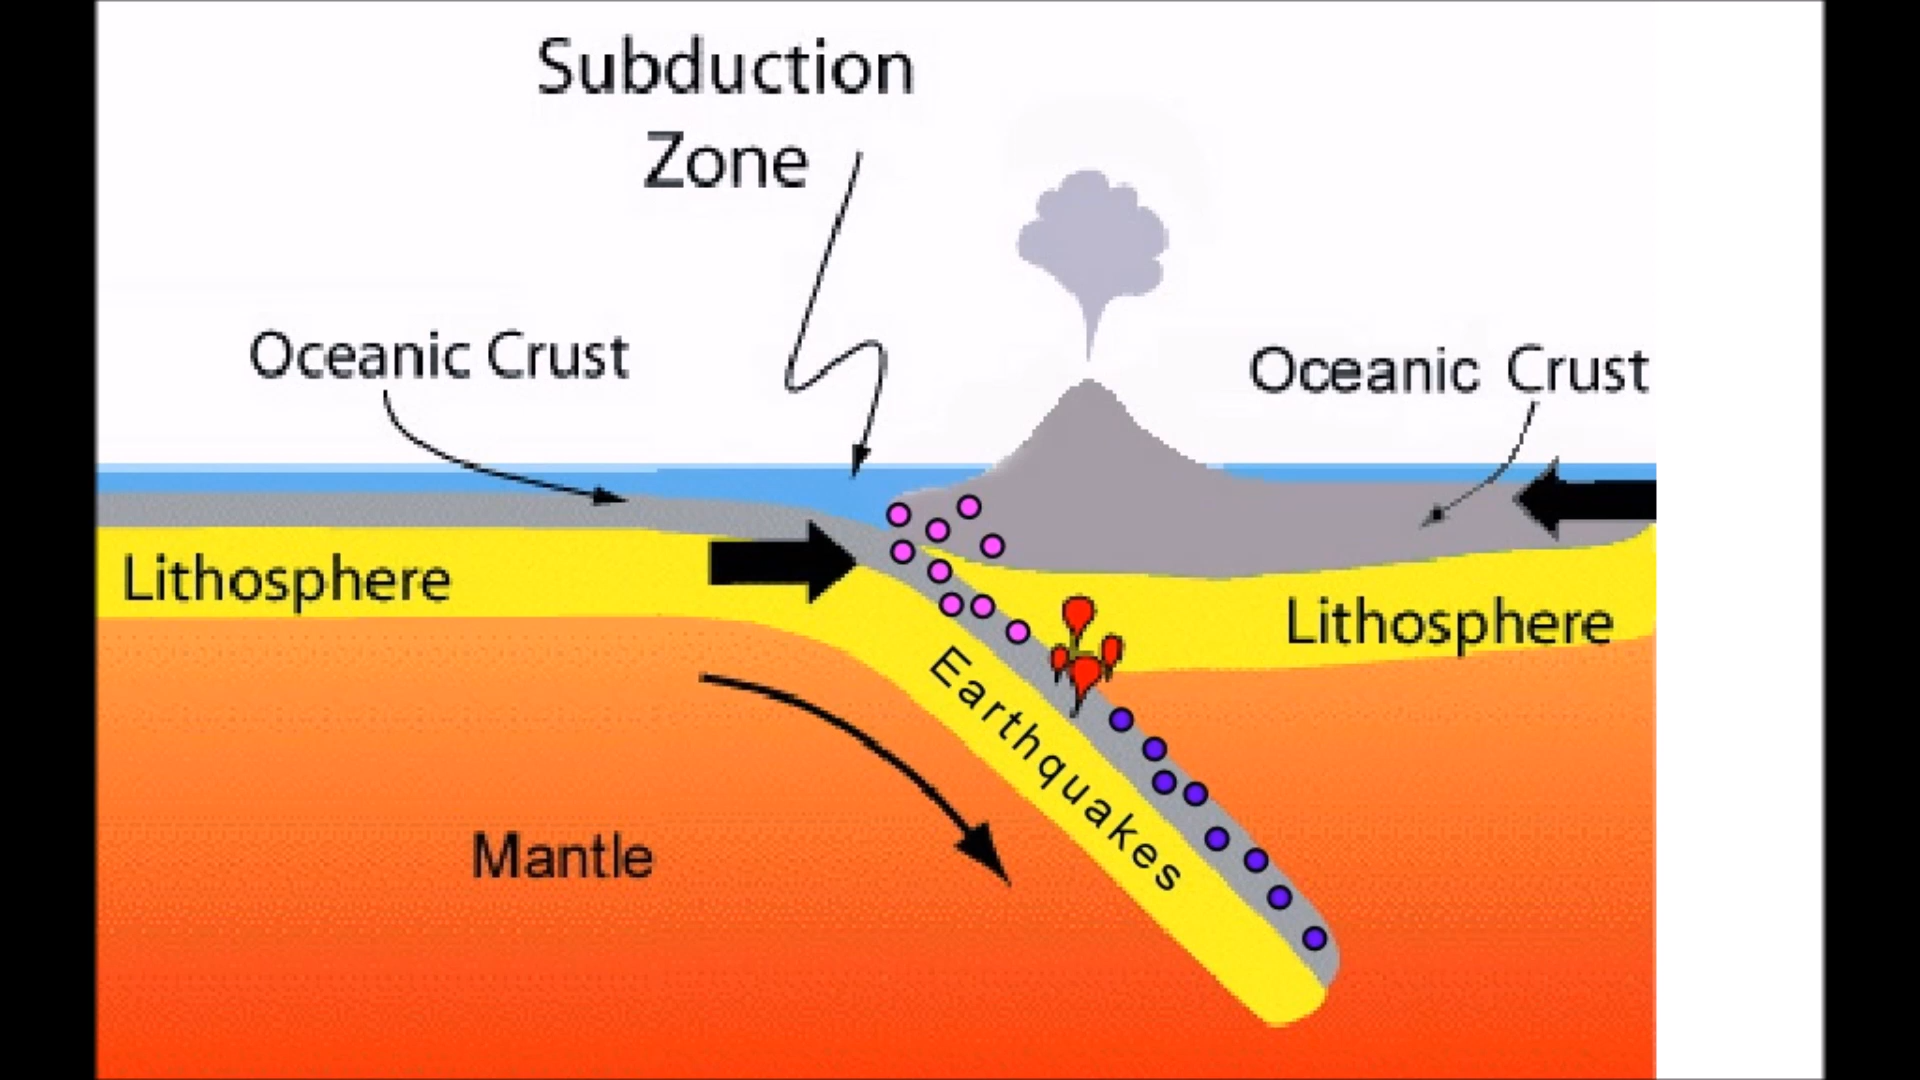 Subduction
Zone
Oceanic Crust
Oceanic Crust
Lithosphere
Lithosphere
Earthquakes
Mantle